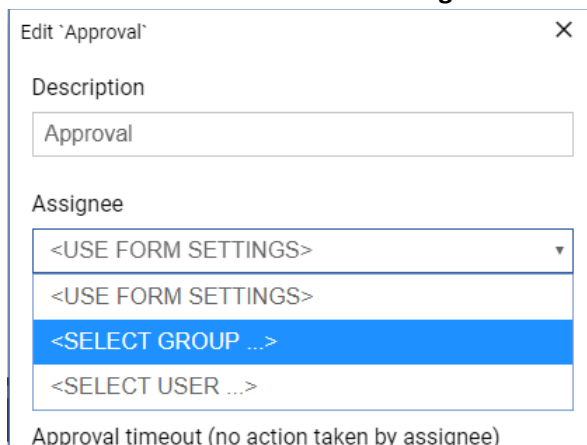 Edit `Approval`
Description
Approval
Assignee
<USE FORM SETTINGS>
<USE FORM SETTINGS>
<SELECT GROUP ...>
<SELECT USER ...>
Approval timeout (no action taken by assignee)